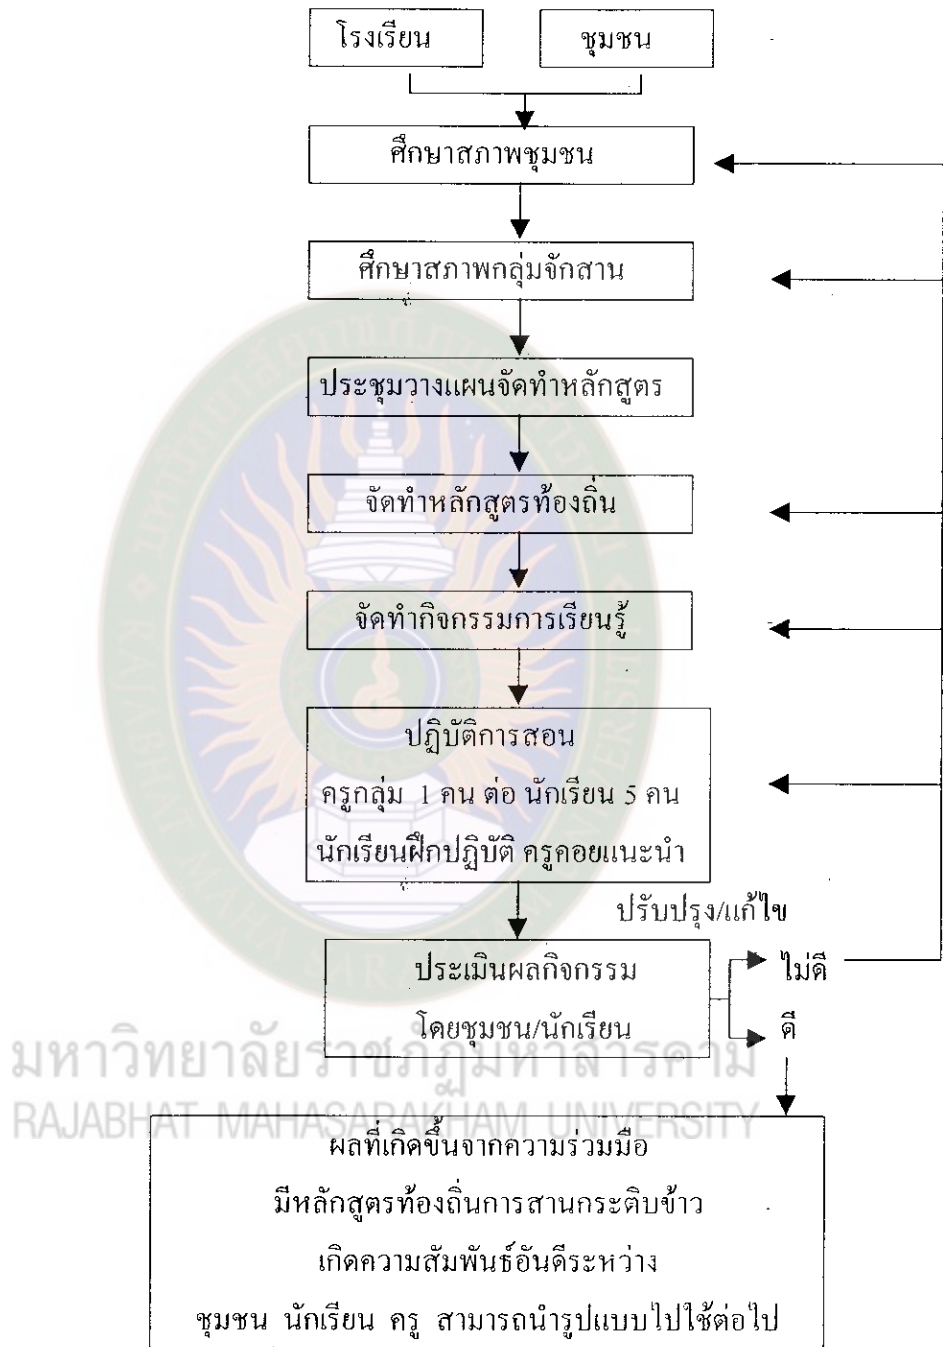 โรงเรียน
ชุมชน
ศึกษาสภาพชุมชน
ศึกษาสภาพกลุ่มจักสาน
ประชุมวางแผนจัดทำหลักสูตร
จัดทำหลักสูตรท้องถิ่น
จัดทำกิจกรรมการเรียนรู้
ปฏิบัติการสอน
ครูกลุ่ม 1 คน ต่อ นักเรียน 5 คน
นักเรียนฝึกปฏิบัติ ครูคอยแนะนำ
ปรับปรุง/แก้ไข
ประเมินผลกิจกรรม
โดยชุมชน/นักเรียน
ไม่ดี
ดี
มหาวิทยาลัยราชภัฏมหาสารคาม
RAJABHAT MAHASARAKHAM UNIVERSITY
ผลที่เกิดขึ้นจากความร่วมมือ
มีหลักสูตรท้องถิ่นการสานกระติบข้าว
เกิดความสัมพันธ์อันดีระหว่าง
ชุมชน นักเรียน ครู สามารถนำรูปแบบไปใช้ต่อไป